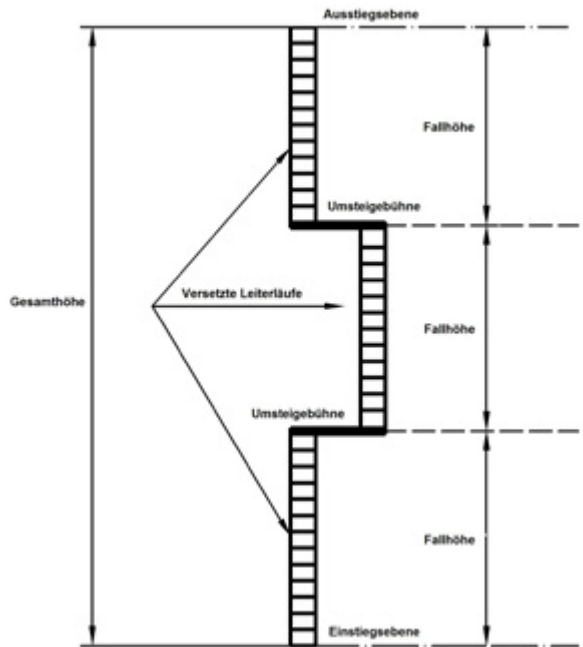 Ausstiegsebene
Fallhöhe
Umsteigebühne
Versetzte Leiterläufe
Gesamthöhe
Fallhöhe
Umsteigebühne
Fallhöhe
Einstiegsebene